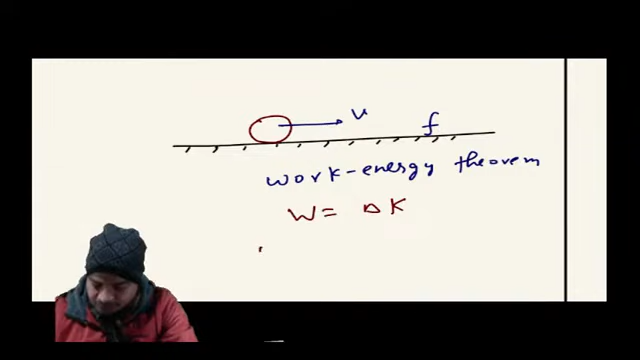 v
f
work-energy theorem
W = ΔK